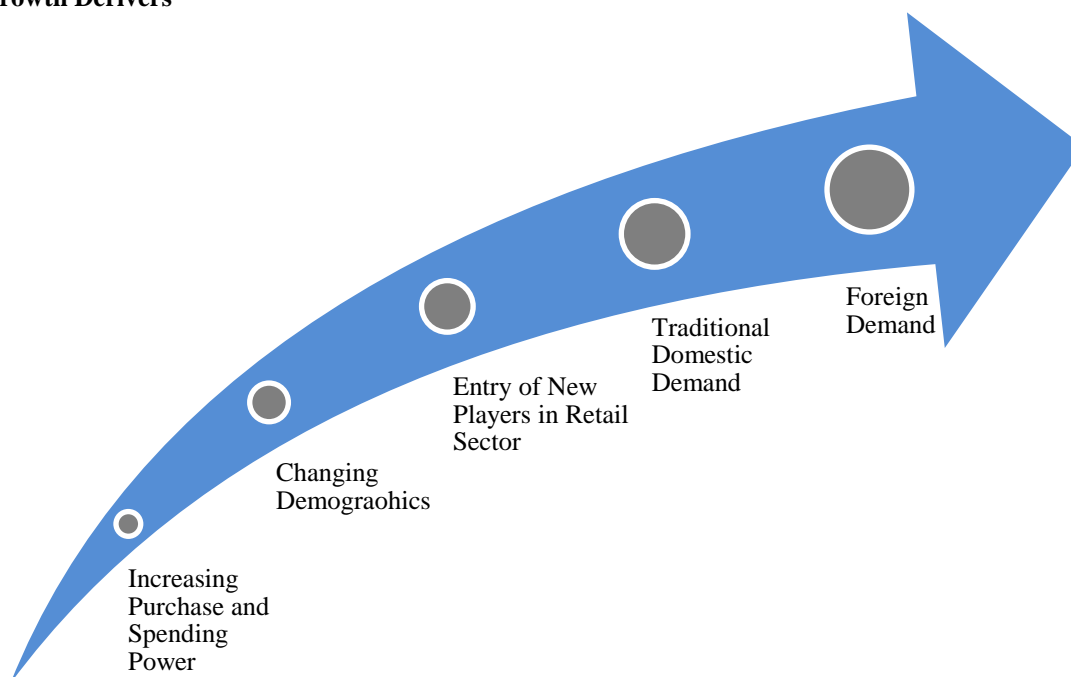 rowth Derivers
Increasing
Purchase and
Spending
Power
Changing
Demograohics
Entry of New
Players in Retail
Sector
Traditional
Domestic
Demand
Foreign
Demand